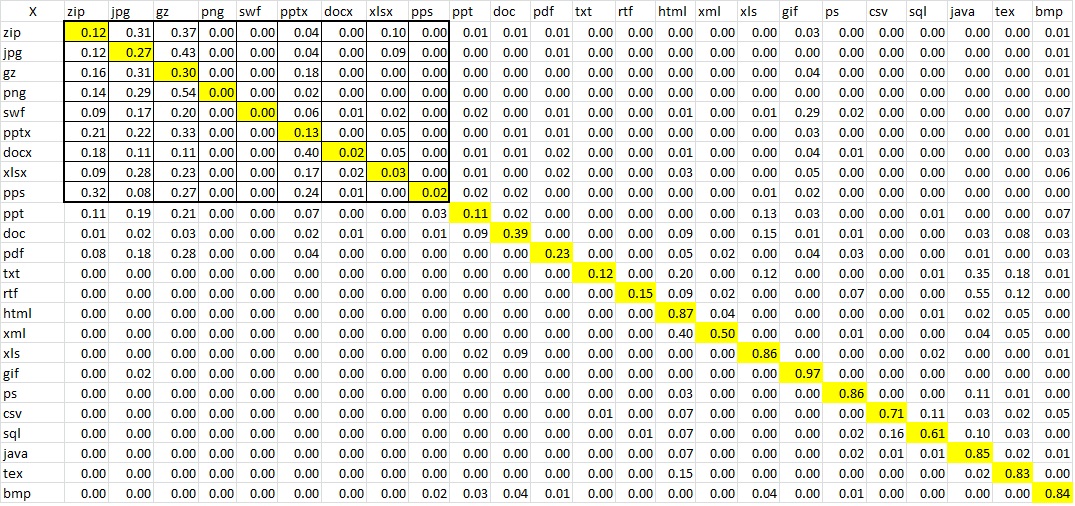 X zip jpg gz png swf pptx docx xlsx pps ppt doc pdf txt rtf html xml xls gif ps csv sql java tex bmp
zip 0.12 0.31 0.37 0.00 0.00 0.04 0.00 0.10 0.00 0.01 0.01 0.01 0.00 0.00 0.00 0.00 0.00 0.03 0.00 0.00 0.00 0.00 0.00 0.01
jpg 0.12 0.27 0.43 0.00 0.00 0.04 0.00 0.09 0.00 0.00 0.00 0.01 0.00 0.00 0.00 0.00 0.00 0.00 0.00 0.00 0.00 0.00 0.00 0.01
gz 0.16 0.31 0.30 0.00 0.00 0.18 0.00 0.00 0.00 0.00 0.00 0.00 0.00 0.00 0.00 0.00 0.00 0.04 0.00 0.00 0.00 0.00 0.00 0.01
png 0.14 0.29 0.54 0.00 0.00 0.02 0.00 0.00 0.00 0.00 0.00 0.00 0.00 0.00 0.00 0.00 0.00 0.00 0.00 0.00 0.00 0.00 0.00 0.00
swf 0.09 0.17 0.20 0.00 0.00 0.06 0.01 0.02 0.00 0.02 0.00 0.01 0.00 0.00 0.01 0.00 0.01 0.29 0.02 0.00 0.00 0.00 0.00 0.07
pptx 0.21 0.22 0.33 0.00 0.00 0.13 0.00 0.05 0.00 0.00 0.01 0.01 0.00 0.00 0.00 0.00 0.00 0.03 0.00 0.00 0.00 0.00 0.00 0.01
docx 0.18 0.11 0.11 0.00 0.00 0.40 0.02 0.05 0.00 0.01 0.01 0.02 0.00 0.00 0.01 0.00 0.00 0.04 0.01 0.00 0.00 0.00 0.00 0.03
xlsx 0.09 0.28 0.23 0.00 0.00 0.17 0.02 0.03 0.00 0.01 0.00 0.02 0.00 0.00 0.03 0.00 0.00 0.05 0.00 0.00 0.00 0.00 0.00 0.06
pps 0.32 0.08 0.27 0.00 0.00 0.24 0.01 0.00 0.02 0.02 0.02 0.00 0.00 0.00 0.00 0.00 0.01 0.02 0.00 0.00 0.00 0.00 0.00 0.01
ppt 0.11 0.19 0.21 0.00 0.00 0.07 0.00 0.00 0.03 0.11 0.02 0.00 0.00 0.00 0.00 0.00 0.13 0.03 0.00 0.00 0.01 0.00 0.00 0.07
doc 0.01 0.02 0.03 0.00 0.00 0.02 0.01 0.00 0.01 0.09 0.39 0.00 0.00 0.00 0.09 0.00 0.15 0.01 0.01 0.00 0.00 0.03 0.08 0.03
pdf 0.08 0.18 0.28 0.00 0.00 0.04 0.00 0.00 0.00 0.00 0.00 0.23 0.00 0.00 0.05 0.02 0.00 0.04 0.03 0.00 0.00 0.01 0.00 0.03
txt 0.00 0.00 0.00 0.00 0.00 0.00 0.00 0.00 0.00 0.00 0.00 0.00 0.12 0.00 0.20 0.00 0.12 0.00 0.00 0.00 0.01 0.35 0.18 0.01
rtf 0.00 0.00 0.00 0.00 0.00 0.00 0.00 0.00 0.00 0.00 0.00 0.00 0.00 0.15 0.09 0.02 0.00 0.00 0.07 0.00 0.00 0.55 0.12 0.00
html 0.00 0.00 0.00 0.00 0.00 0.00 0.00 0.00 0.00 0.00 0.00 0.00 0.00 0.00 0.87 0.04 0.00 0.00 0.00 0.00 0.01 0.02 0.05 0.00
xml 0.00 0.00 0.00 0.00 0.00 0.00 0.00 0.00 0.00 0.00 0.00 0.00 0.00 0.00 0.40 0.50 0.00 0.00 0.01 0.00 0.00 0.04 0.05 0.00
xls 0.00 0.00 0.00 0.00 0.00 0.00 0.00 0.00 0.00 0.02 0.09 0.00 0.00 0.00 0.00 0.00 0.86 0.00 0.00 0.00 0.02 0.00 0.00 0.01
gif 0.00 0.02 0.00 0.00 0.00 0.00 0.00 0.00 0.00 0.00 0.00 0.00 0.00 0.00 0.00 0.00 0.00 0.97 0.00 0.00 0.00 0.00 0.00 0.00
ps 0.00 0.00 0.00 0.00 0.00 0.00 0.00 0.00 0.00 0.00 0.00 0.00 0.00 0.00 0.03 0.00 0.00 0.00 0.86 0.00 0.00 0.11 0.01 0.00
csv 0.00 0.00 0.00 0.00 0.00 0.00 0.00 0.00 0.00 0.00 0.00 0.00 0.01 0.00 0.07 0.00 0.00 0.00 0.00 0.71 0.11 0.03 0.02 0.05
sql 0.00 0.00 0.00 0.00 0.00 0.00 0.00 0.00 0.00 0.00 0.00 0.00 0.00 0.01 0.07 0.00 0.00 0.00 0.02 0.16 0.61 0.10 0.03 0.00
java 0.00 0.00 0.00 0.00 0.00 0.00 0.00 0.00 0.00 0.00 0.00 0.00 0.00 0.00 0.07 0.00 0.00 0.00 0.02 0.01 0.01 0.85 0.02 0.01
tex 0.00 0.00 0.00 0.00 0.00 0.00 0.00 0.00 0.00 0.00 0.00 0.00 0.00 0.00 0.15 0.00 0.00 0.00 0.00 0.00 0.00 0.02 0.83 0.00
bmp 0.00 0.00 0.00 0.00 0.00 0.00 0.00 0.00 0.02 0.03 0.04 0.01 0.00 0.00 0.00 0.00 0.04 0.00 0.01 0.00 0.00 0.00 0.00 0.84